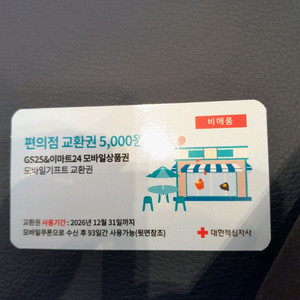 비매품
편의점 교환권 5,000원
GS25&이마트24 모바일상품권
모바일기프트 교환권
교환권 사용기간 : 2026년 12월 31일까지
모바일쿠폰으로 수신 후 93일간 사용가능(뒷면참조)
대한적십자사